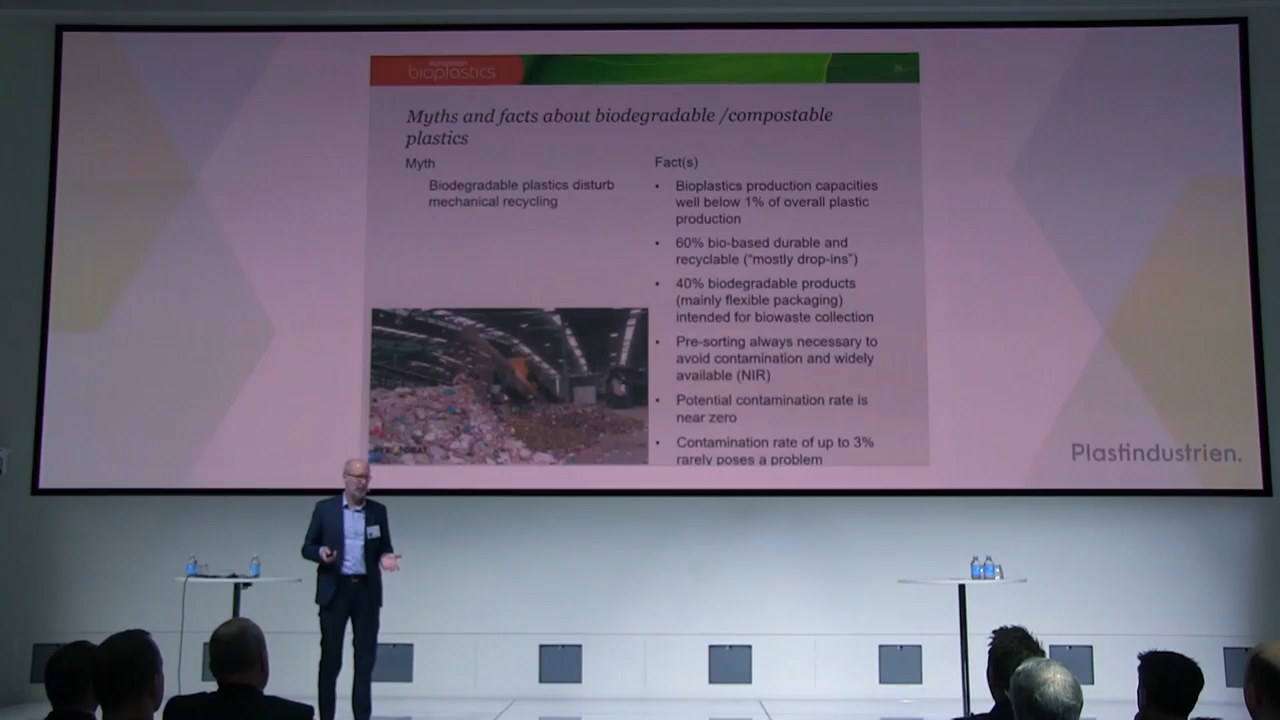 EUROPEAN
bioplastics
Myths and facts about biodegradable /compostable
plastics
Myth
Biodegradable plastics disturb
mechanical recycling
Fact(s)
• Bioplastics production capacities
well below 1% of overall plastic
production
• 60% bio-based durable and
recyclable (“mostly drop-ins”)
• 40% biodegradable products
(mainly flexible packaging)
intended for biowaste collection
• Pre-sorting always necessary to
avoid contamination and widely
available (NIR)
• Potential contamination rate is
near zero
• Contamination rate of up to 3%
rarely poses a problem
Plastindustrien.